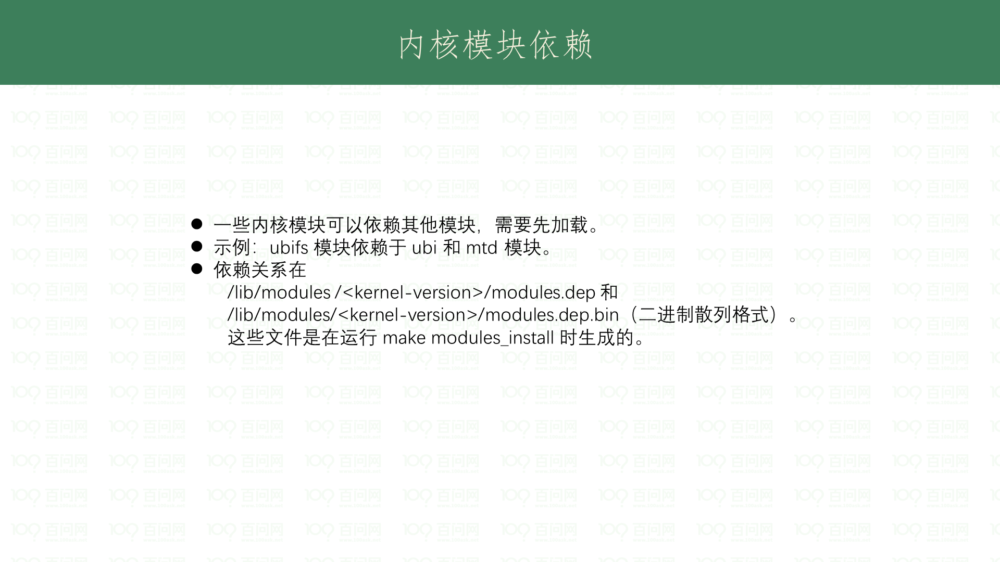 内核模块依赖
● 一些内核模块可以依赖其他模块，需要先加载。
● 示例：ubifs 模块依赖于 ubi 和 mtd 模块。
● 依赖关系在
/lib/modules /<kernel-version>/modules.dep 和
/lib/modules/<kernel-version>/modules.dep.bin（二进制散列格式）。
这些文件是在运行 make modules_install 时生成的。